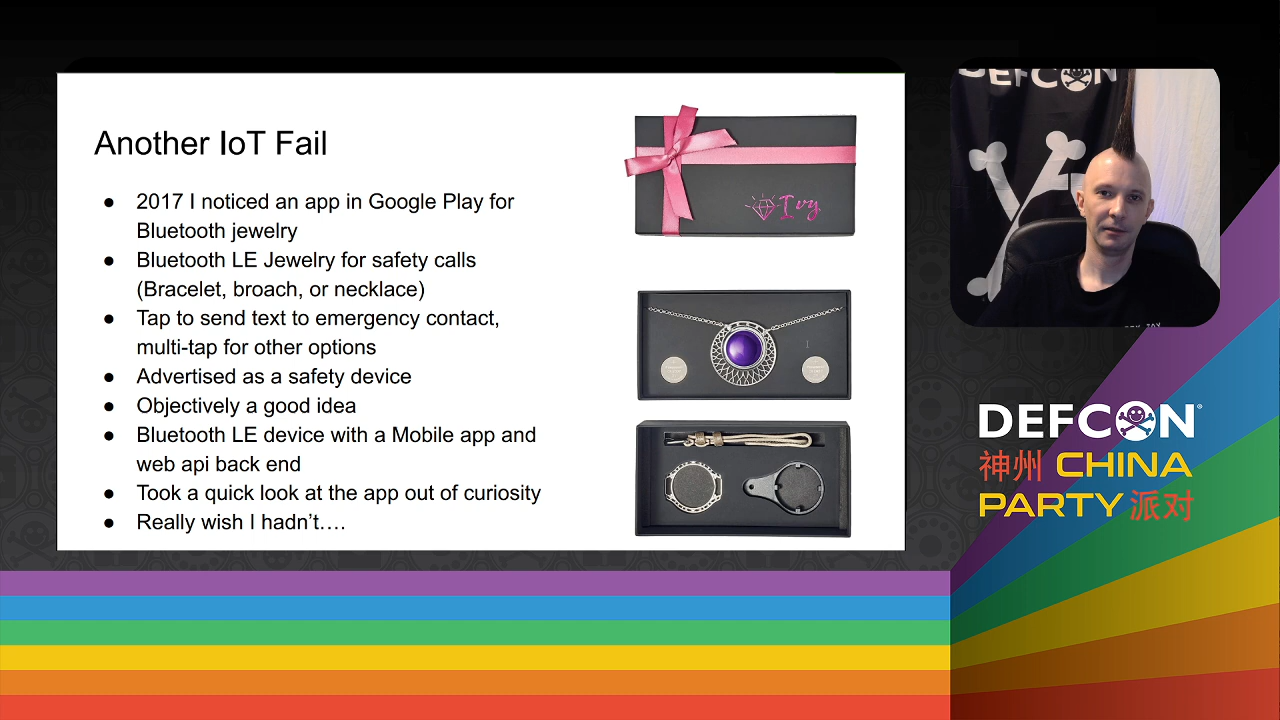 Another IoT Fail
● 2017 I noticed an app in Google Play for
Bluetooth jewelry
● Bluetooth LE Jewelry for safety calls
(Bracelet, broach, or necklace)
● Tap to send text to emergency contact,
multi-tap for other options
● Advertised as a safety device
● Objectively a good idea
● Bluetooth LE device with a Mobile app and
web api back end
● Took a quick look at the app out of curiosity
● Really wish I hadn’t….
Ivy
DEFCON
DEFCON®
神州 CHINA
PARTY 派对